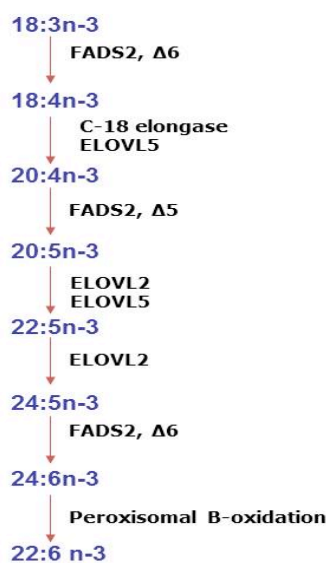 18:3n-3
FADS2, Δ6
18:4n-3
C-18 elongase
ELOVL5
20:4n-3
FADS2, Δ5
20:5n-3
ELOVL2
ELOVL5
22:5n-3
ELOVL2
24:5n-3
FADS2, Δ6
24:6n-3
Peroxisomal B-oxidation
22:6 n-3